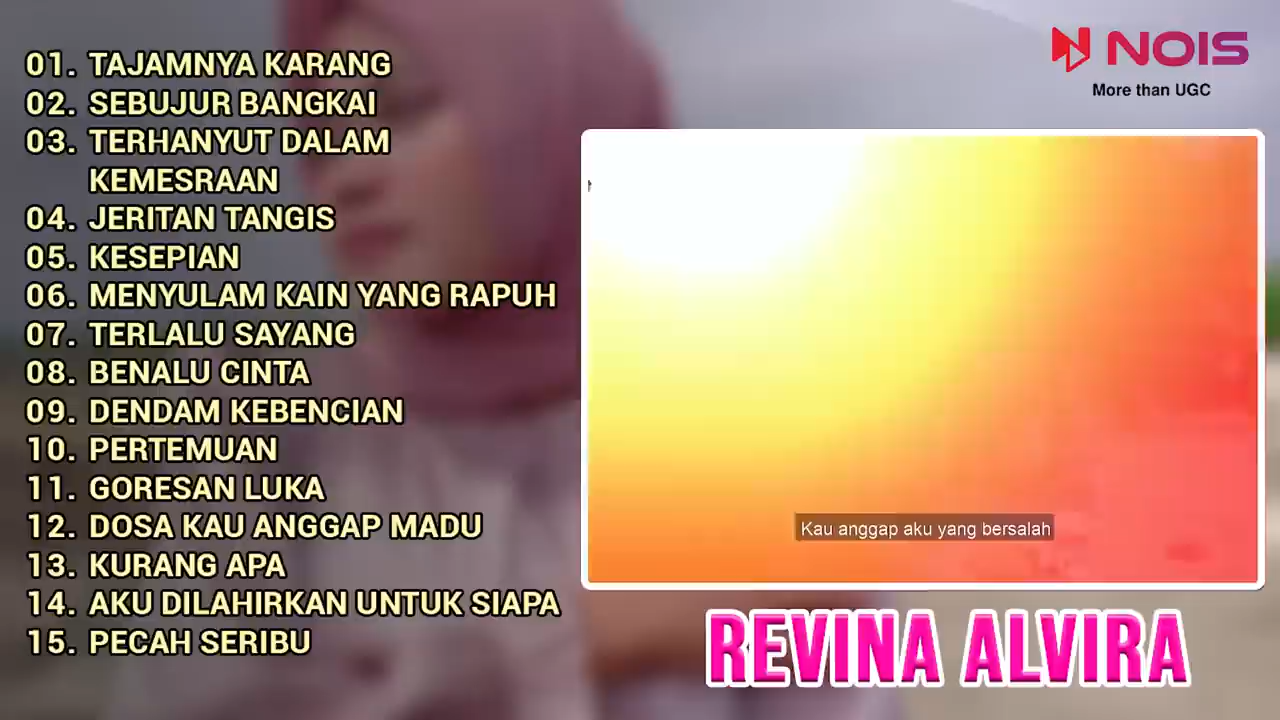 01. TAJAMNYA KARANG
02. SEBUJUR BANGKAI
03. TERHANYUT DALAM
KEMESRAAN
04. JERITAN TANGIS
05. KESEPIAN
06. MENYULAM KAIN YANG RAPUH
07. TERLALU SAYANG
08. BENALU CINTA
09. DENDAM KEBENCIAN
10. PERTEMUAN
11. GORESAN LUKA
12. DOSA KAU ANGGAP MADU
13. KURANG APA
14. AKU DILAHIRKAN UNTUK SIAPA
15. PECAH SERIBU
NOIS
More than UGC
Kau anggap aku yang bersalah
REVINA ALVIRA